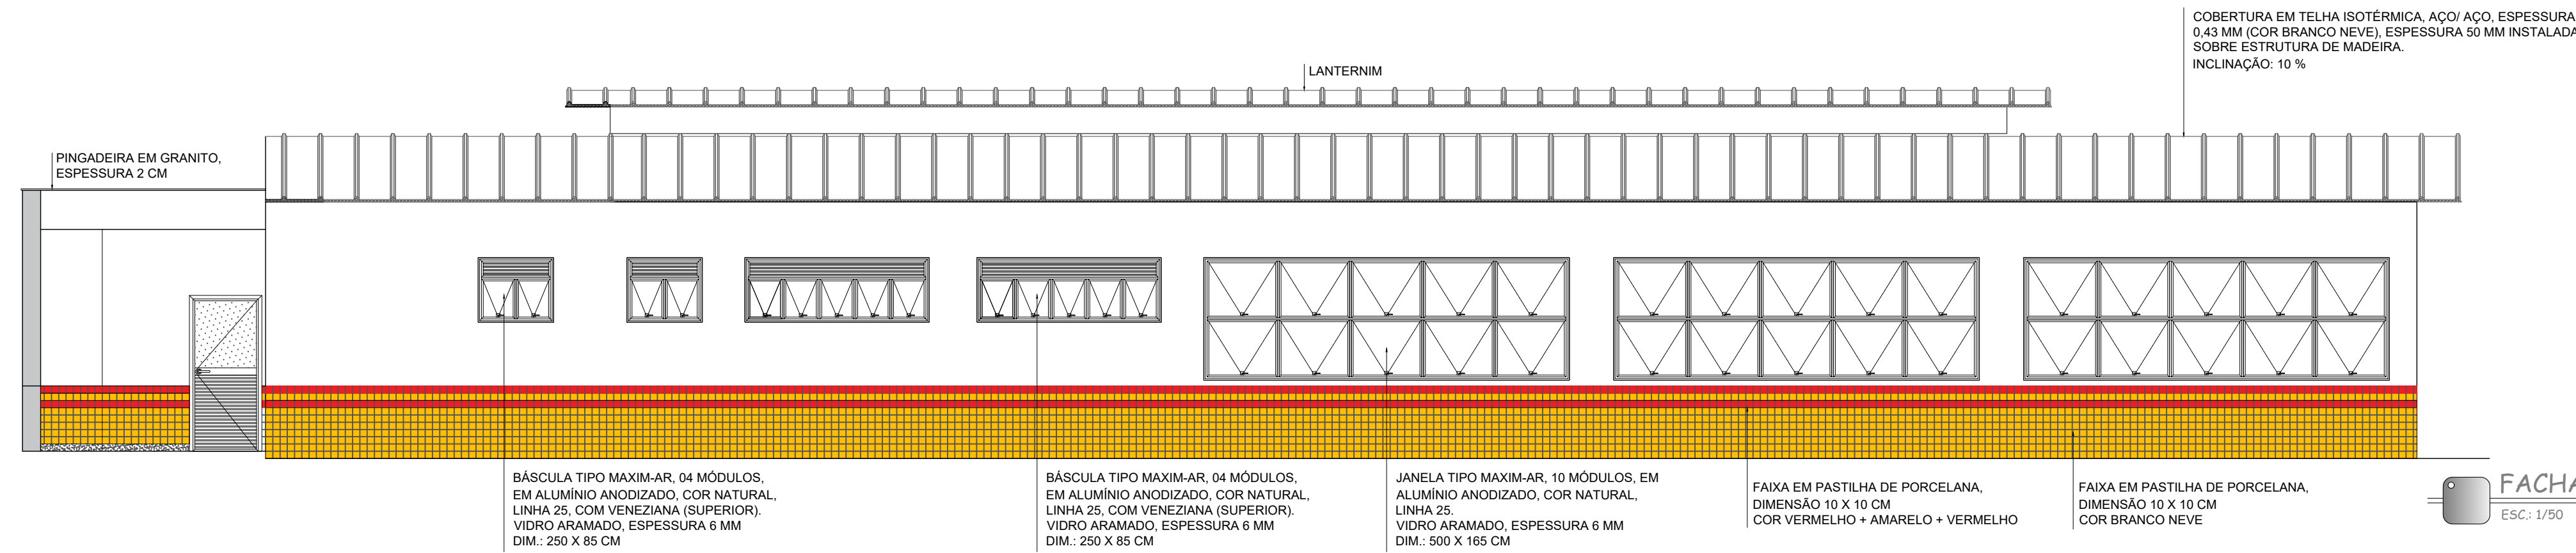 COBERTURA EM TELHA ISOTÉRMICA, AÇO/ AÇO, ESPESSURA
0,43 MM (COR BRANCO NEVE), ESPESSURA 50 MM INSTALADA
SOBRE ESTRUTURA DE MADEIRA.
INCLINAÇÃO: 10 %
LANTERNIM
PINGADEIRA EM GRANITO,
ESPESSURA 2 CM
BÁSCULA TIPO MAXIM-AR, 04 MÓDULOS,
EM ALUMÍNIO ANODIZADO, COR NATURAL,
LINHA 25, COM VENEZIANA (SUPERIOR).
VIDRO ARAMADO, ESPESSURA 6 MM
DIM.: 250 X 85 CM
BÁSCULA TIPO MAXIM-AR, 04 MÓDULOS,
EM ALUMÍNIO ANODIZADO, COR NATURAL,
LINHA 25, COM VENEZIANA (SUPERIOR).
VIDRO ARAMADO, ESPESSURA 6 MM
DIM.: 250 X 85 CM
JANELA TIPO MAXIM-AR, 10 MÓDULOS, EM
ALUMÍNIO ANODIZADO, COR NATURAL,
LINHA 25.
VIDRO ARAMADO, ESPESSURA 6 MM
DIM.: 500 X 165 CM
FAIXA EM PASTILHA DE PORCELANA,
DIMENSÃO 10 X 10 CM
COR VERMELHO + AMARELO + VERMELHO
FAIXA EM PASTILHA DE PORCELANA,
DIMENSÃO 10 X 10 CM
COR BRANCO NEVE
FACHA
ESC.: 1/50